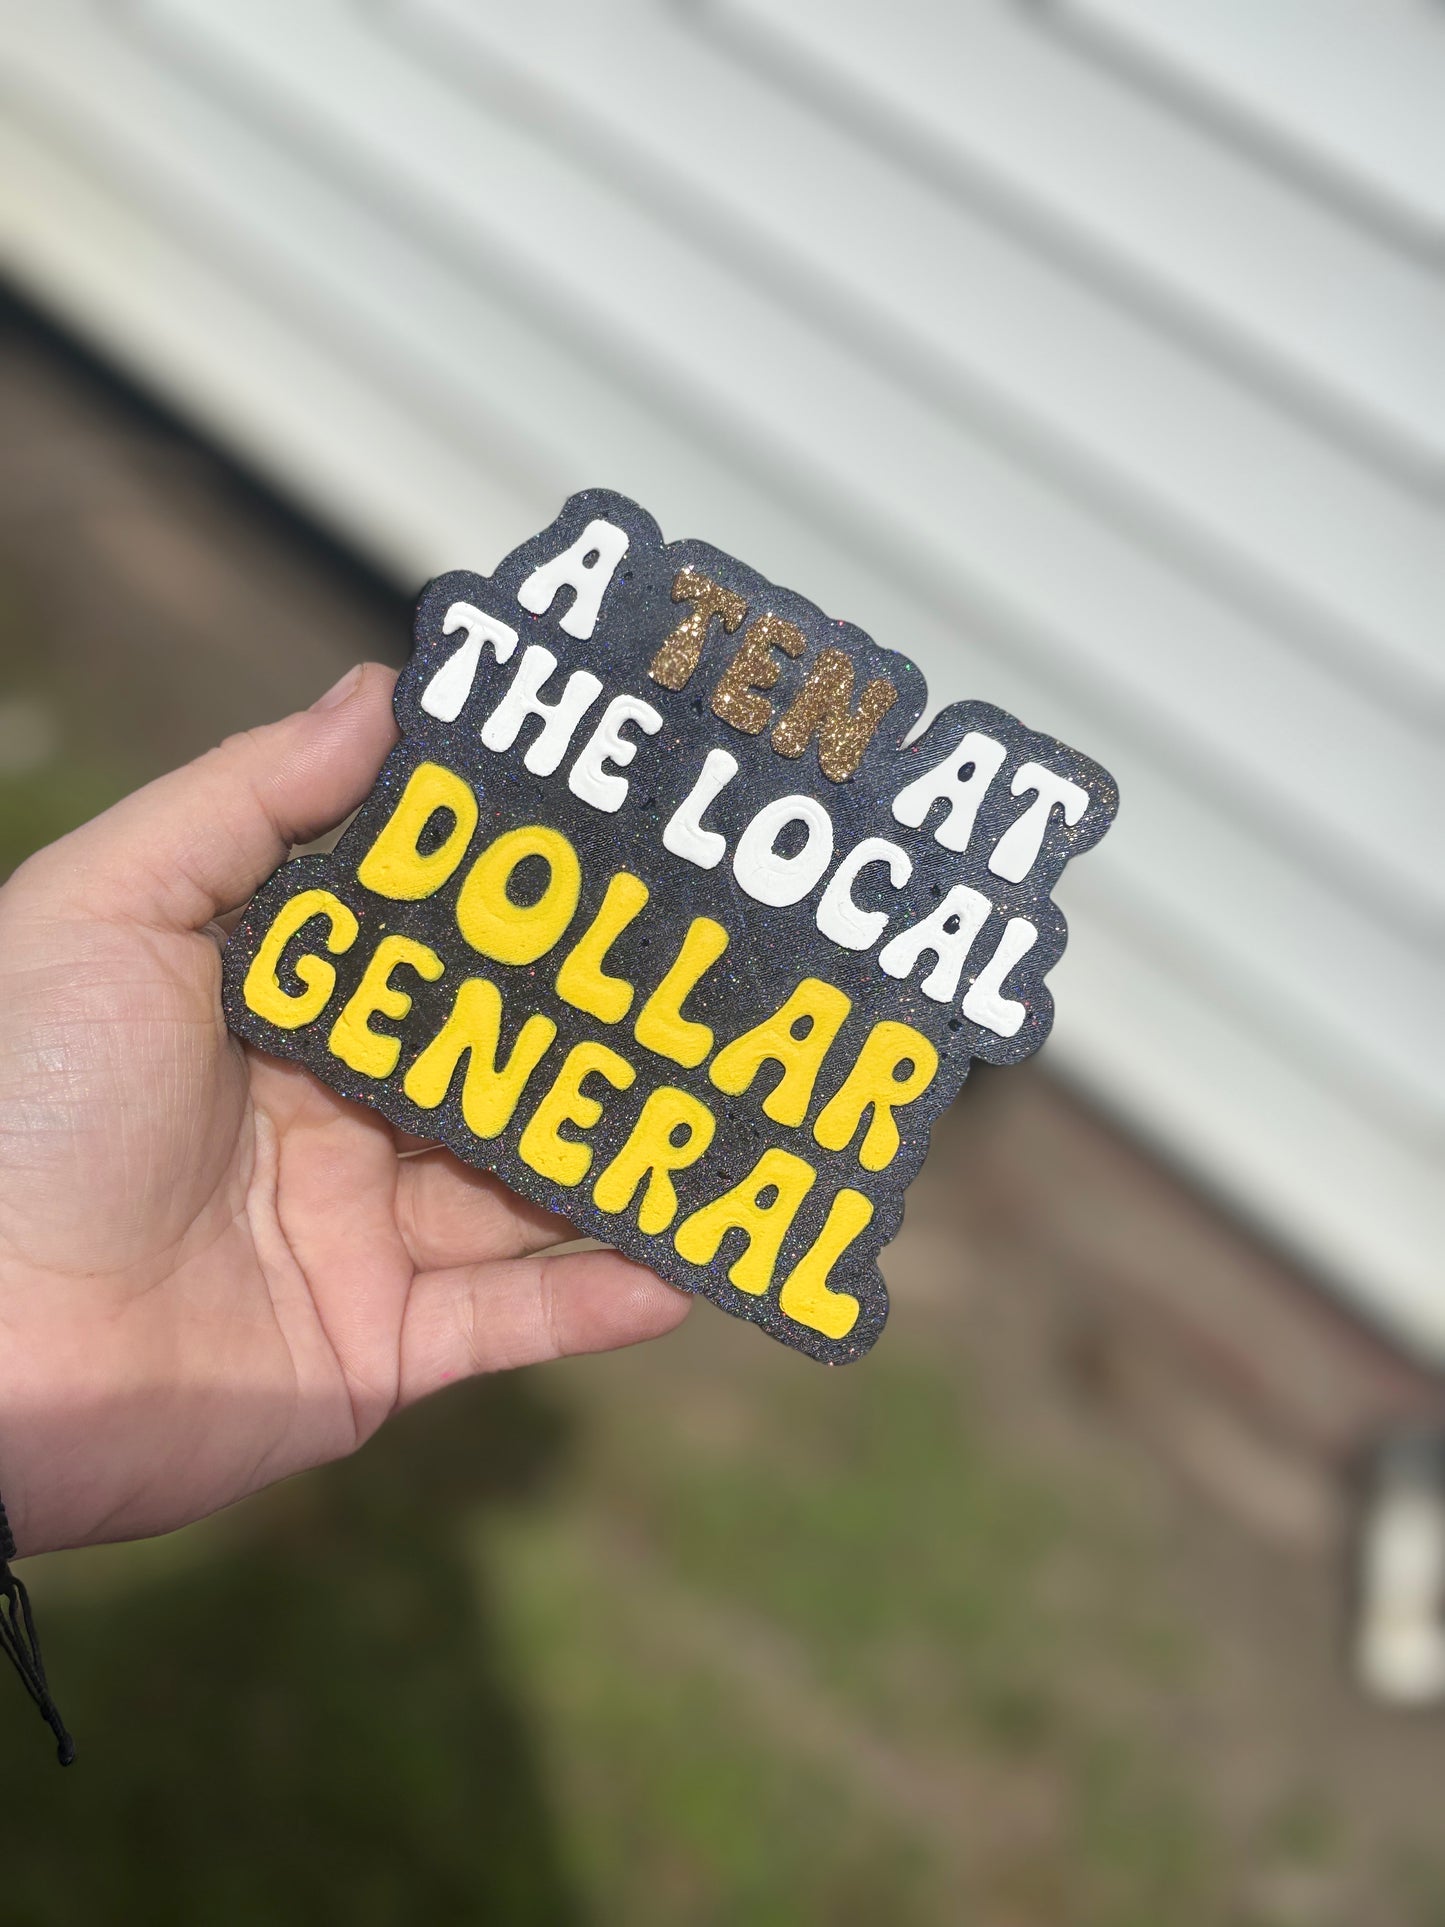 A TEN AT
THE LOCAL
DOLLAR
GENERAL